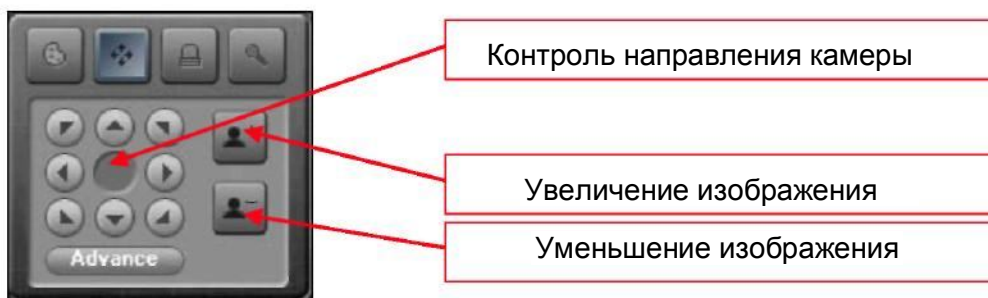 Контроль направления камеры
Увеличение изображения
Уменьшение изображения
Advance